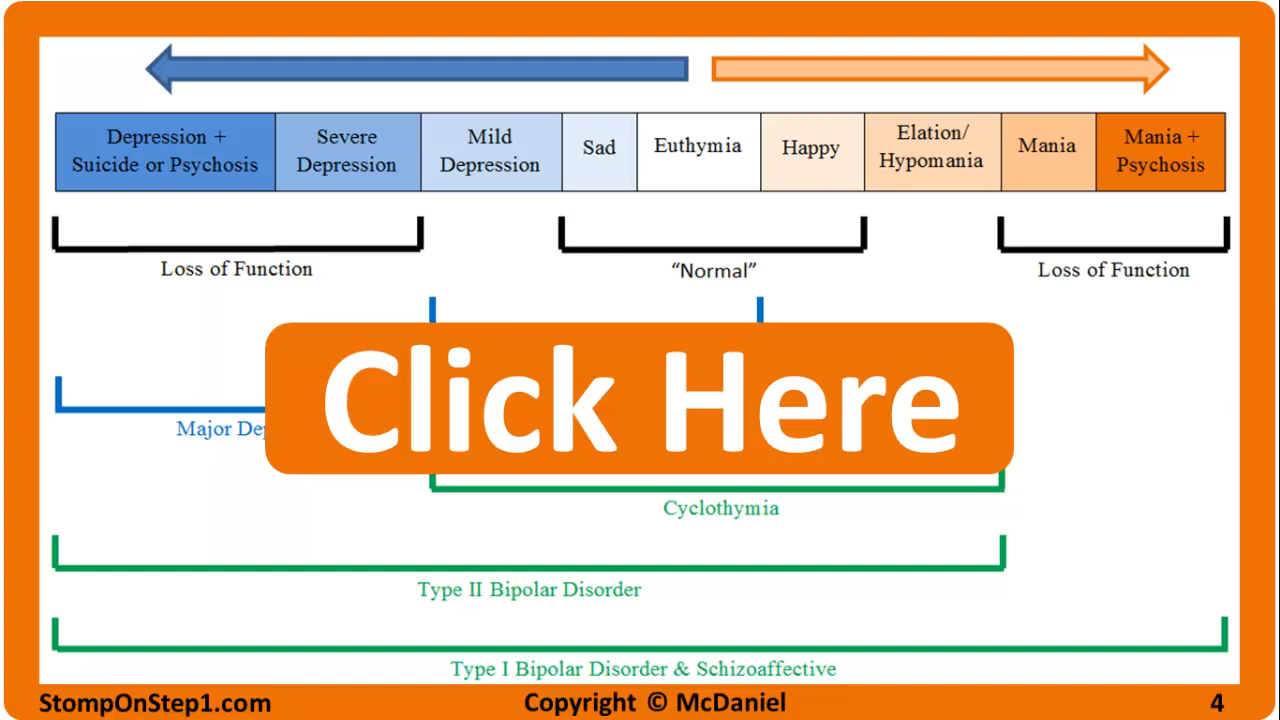 Depression +
Suicide or Psychosis
Severe
Depression
Mild
Depression
Sad
Euthymia
Happy
Elation/
Hypomania
Mania
Mania +
Psychosis
Loss of Function
“Normal”
Loss of Function
Click Here
Major
Cyclothymia
Type II Bipolar Disorder
Type I Bipolar Disorder & Schizoaffective
StompOnStep1.com
Copyright © McDaniel
4